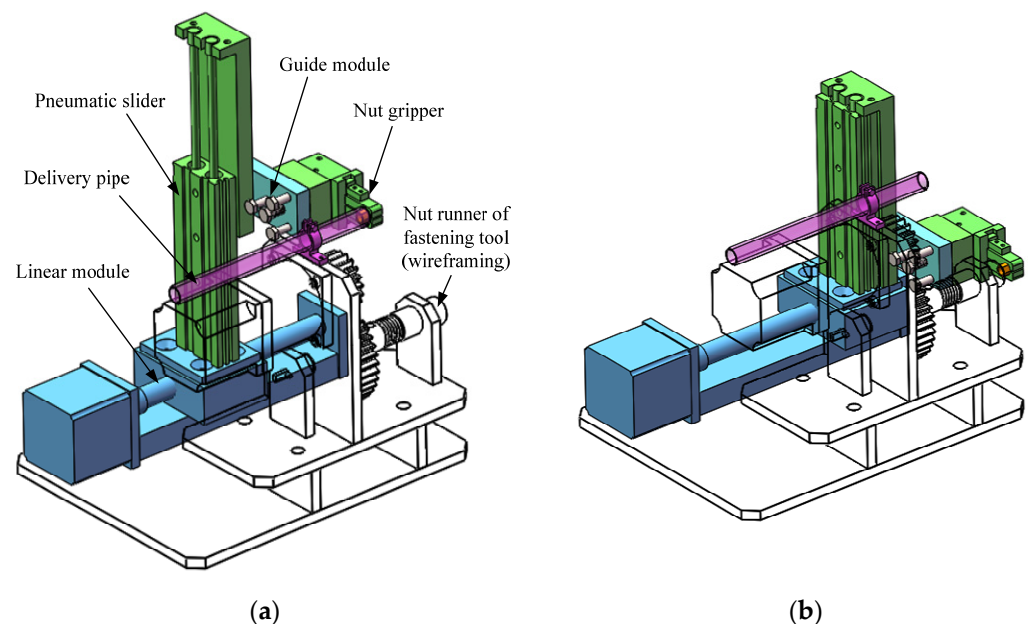 Guide module
Pneumatic slider
Nut gripper
Delivery pipe
Nut runner of
fastening tool
(wireframing)
Linear module
(a)
(b)